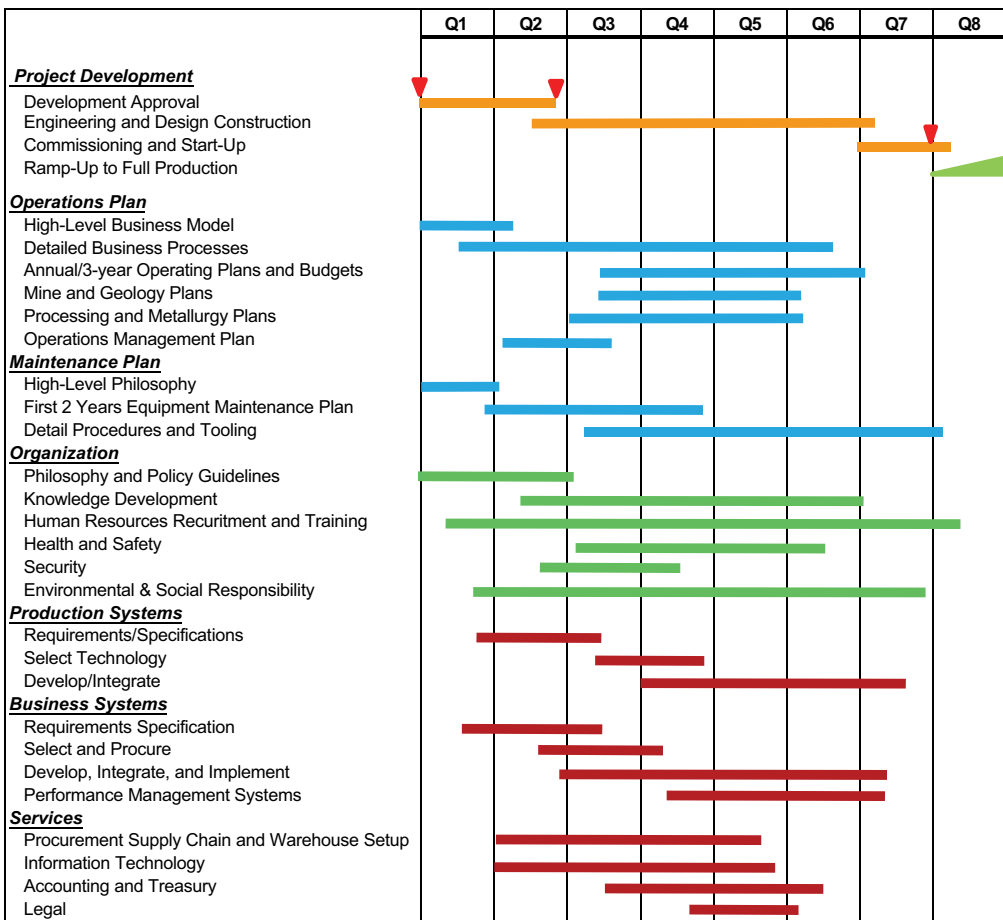 Q1 Q2 Q3 Q4 Q5 Q6 Q7 Q8
Project Development
Development Approval
Engineering and Design Construction
Commissioning and Start-Up
Ramp-Up to Full Production
Operations Plan
High-Level Business Model
Detailed Business Processes
Annual/3-year Operating Plans and Budgets
Mine and Geology Plans
Processing and Metallurgy Plans
Operations Management Plan
Maintenance Plan
High-Level Philosophy
First 2 Years Equipment Maintenance Plan
Detail Procedures and Tooling
Organization
Philosophy and Policy Guidelines
Knowledge Development
Human Resources Recuritment and Training
Health and Safety
Security
Environmental & Social Responsibility
Production Systems
Requirements/Specifications
Select Technology
Develop/Integrate
Business Systems
Requirements Specification
Select and Procure
Develop, Integrate, and Implement
Performance Management Systems
Services
Procurement Supply Chain and Warehouse Setup
Information Technology
Accounting and Treasury
Legal